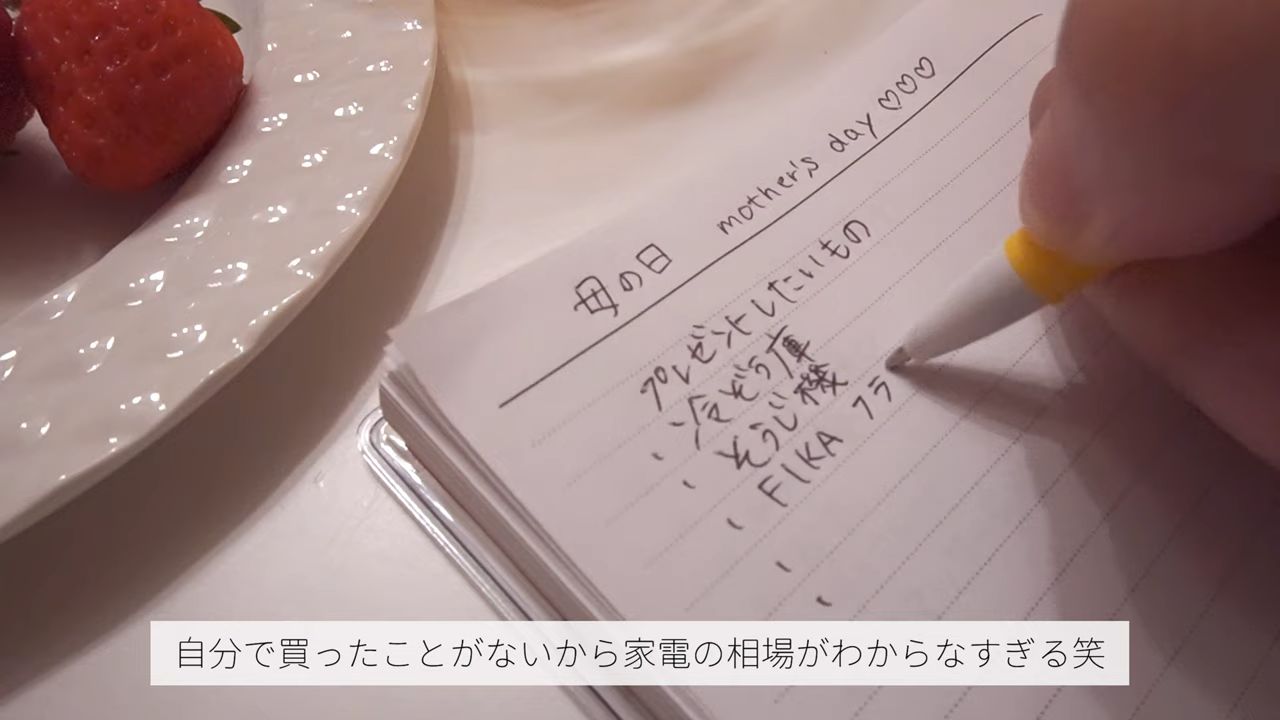 母の日 mother's day ♡♡♡
プレゼントしたいもの
・冷ぞう庫
・そうじ機
・FIKA フラ
・
・
自分で買ったことがないから家電の相場がわからなすぎる笑